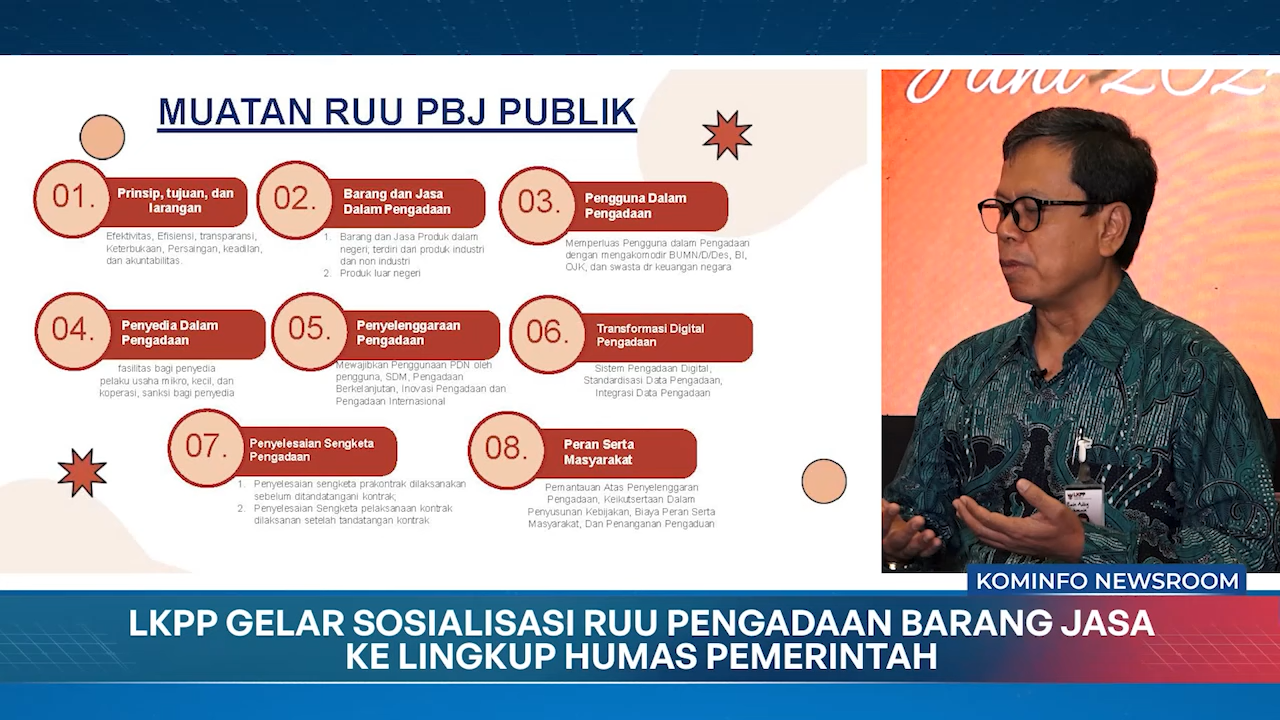 MUATAN RUU PBJ PUBLIK
01.
Prinsip, tujuan, dan
larangan
Efektivitas, Efisiensi, transparansi,
Keterbukaan, Persaingan, keadilan,
dan akuntabilitas.
02.
Barang dan Jasa
Dalam Pengadaan
1. Barang dan Jasa Produk dalam
negeri; terdiri dari produk industri
dan non industri
2. Produk luar negeri
03.
Pengguna Dalam
Pengadaan
Memperluas Pengguna dalam Pengadaan
dengan mengakomodir BUMN/D/Des, BI,
OJK, dan swasta dr keuangan negara
04.
Penyedia Dalam
Pengadaan
fasilitas bagi penyedia
pelaku usaha mikro, kecil, dan
koperasi, sanksi bagi penyedia
05.
Penyelenggaraan
Pengadaan
Mewajibkan Penggunaan PDN oleh
pengguna, SDM, Pengadaan
Berkelanjutan, Inovasi Pengadaan dan
Pengadaan Internasional
06.
Transformasi Digital
Pengadaan
Sistem Pengadaan Digital,
Standardisasi Data Pengadaan,
Integrasi Data Pengadaan
07.
Penyelesaian Sengketa
Pengadaan
1. Penyelesaian sengketa prakontrak dilaksanakan
sebelum ditandatangani kontrak;
2. Penyelesaian Sengketa pelaksanaan kontrak
dilaksanan setelah tandatangan kontrak
08.
Peran Serta
Masyarakat
Pemantauan Atas Penyelenggaran
Pengadaan, Keikutsertaan Dalam
Penyusunan Kebijakan, Biaya Peran Serta
Masyarakat, Dan Penanganan Pengaduan
LKPP
KOMINFO NEWSROOM
LKPP GELAR SOSIALISASI RUU PENGADAAN BARANG JASA
KE LINGKUP HUMAS PEMERINTAH